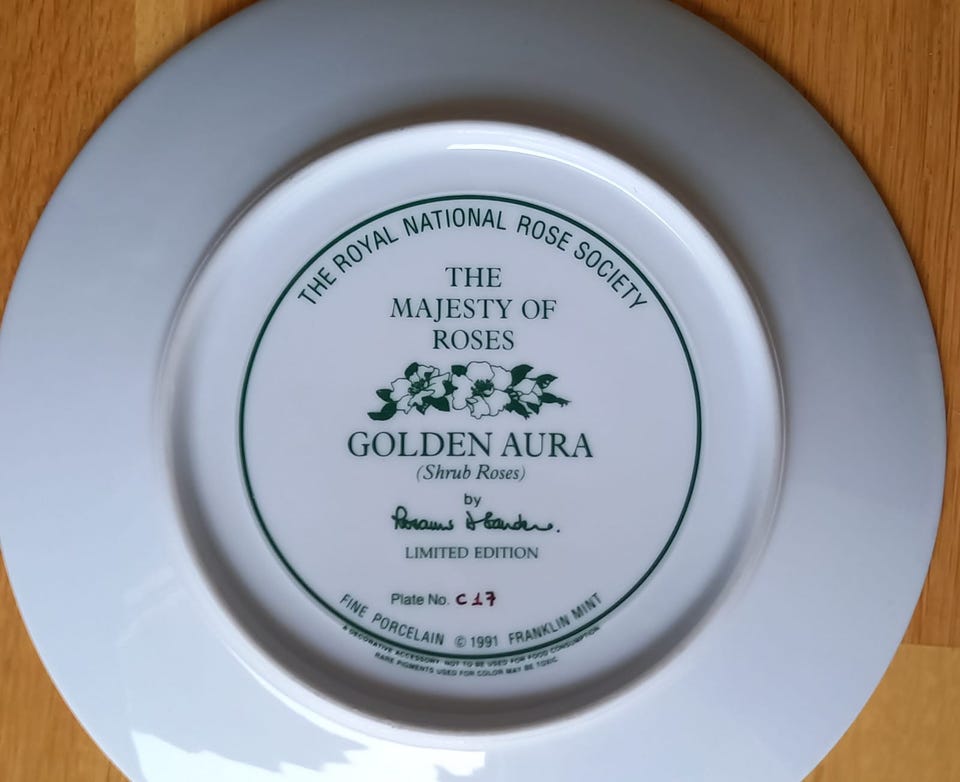 THE ROYAL NATIONAL ROSE SOCIETY
THE
MAJESTY OF
ROSES
GOLDEN AURA
(Shrub Roses)
by
LIMITED EDITION
Plate No. C17
FINE PORCELAIN © 1991 FRANKLIN MINT
A DECORATIVE ACCESSORY. NOT TO BE USED FOR FOOD CONSUMPTION
RARE PIGMENTS USED FOR COLOR MAY BE TOXIC.